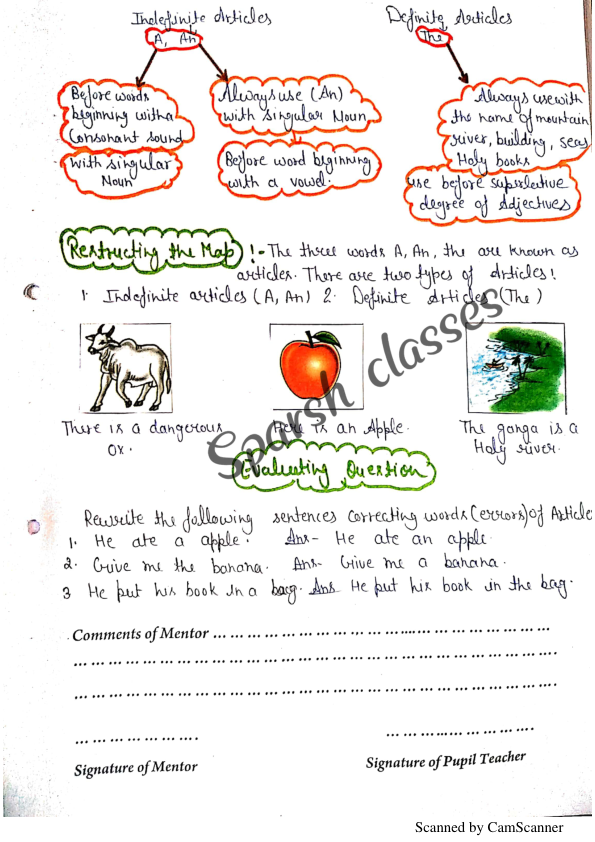 Indefinite Articles
A, An
Definite Articles
The
Before words
beginning with a
Consonant sound
with singular
Noun
Always use (An)
with singular Noun
Before word beginning
with a vowel.
Always use with
the name of mountain
river, building, seas
Holy books
use before superlative
degree of Adjectives
Restructing the Map !- The three words A, An, the are known as
articles. There are two types of Articles!
1. Indefinite articles (A, An) 2. Definite Articles (The)
There is a dangerous
Ox.
Here is an Apple.
The ganga is a
Holy river.
Sparsh classes
Evaluating Question
Rewrite the following sentences correcting words (errors) of Article
1. He ate a apple. Ans- He ate an apple.
2. Give me the banana. Ans- Give me a banana.
3 He put his book in a bag. Ans He put his book in the bag.
Comments of Mentor ... ... ... ... ... ... ... ... ... ... ... ... ... ... ... ...
... ... ... ... ... ... ... ... ... ... ... ... ... ... ... ... ... ... ... ... ...
... ... ... ... ... ... ... ... ... ... ... ... ... ... ... ... ... ... ... ... ...
... ... ... ... ... ...
... ... ... ... ... ... ...
Signature of Mentor
Signature of Pupil Teacher
Scanned by CamScanner